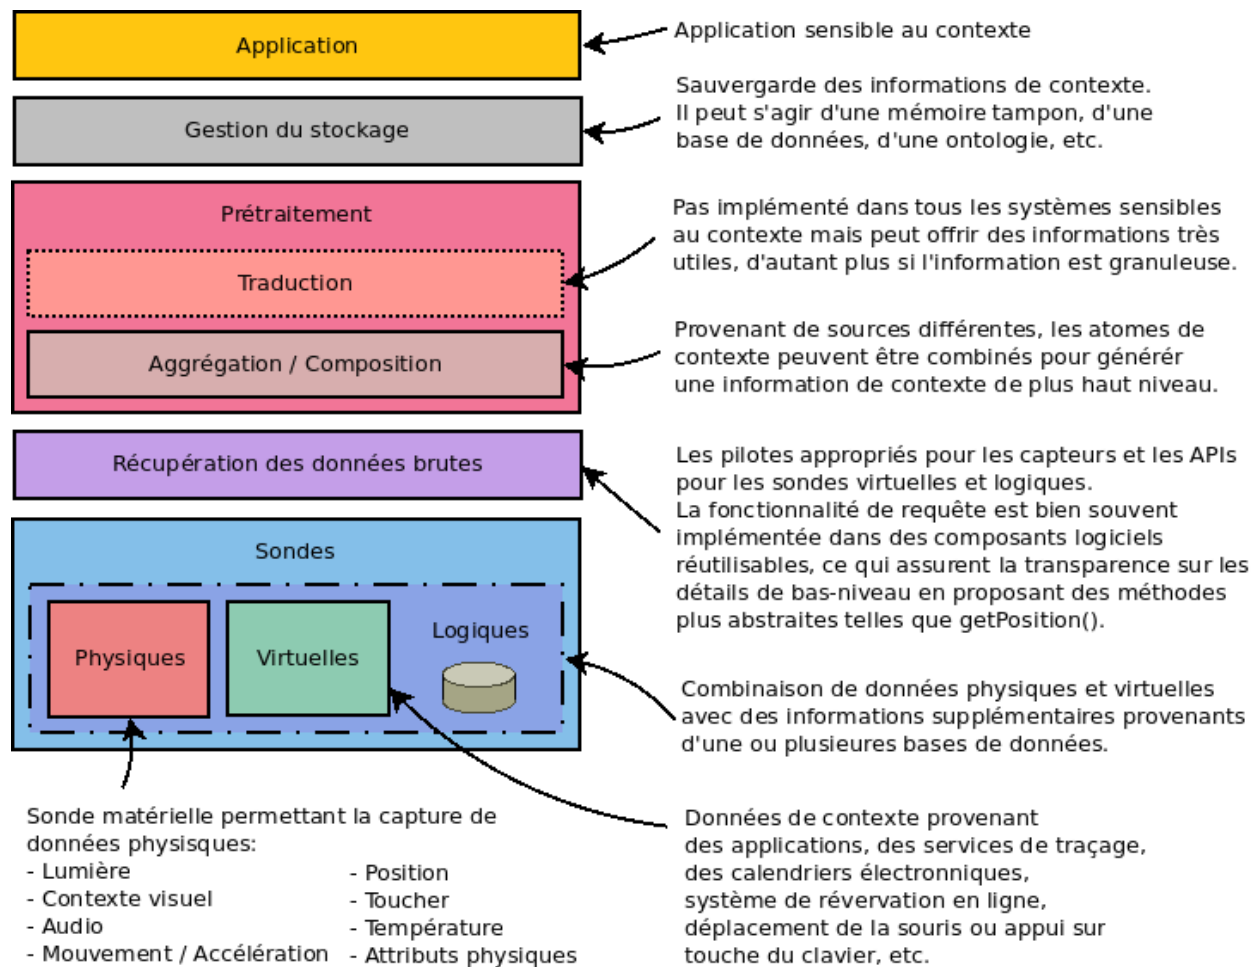 Application
Application sensible au contexte
Gestion du stockage
Sauvergarde des informations de contexte.
Il peut s'agir d'une mémoire tampon, d'une
base de données, d'une ontologie, etc.
Prétraitement
Traduction
Pas implémenté dans tous les systèmes sensibles
au contexte mais peut offrir des informations très
utiles, d'autant plus si l'information est granuleuse.
Aggrégation / Composition
Provenant de sources différentes, les atomes de
contexte peuvent être combinés pour générér
une information de contexte de plus haut niveau.
Récupération des données brutes
Les pilotes appropriés pour les capteurs et les APIs
pour les sondes virtuelles et logiques.
La fonctionnalité de requête est bien souvent
implémentée dans des composants logiciels
réutilisables, ce qui assurent la transparence sur les
détails de bas-niveau en proposant des méthodes
plus abstraites telles que getPosition().
Sondes
Physiques
Virtuelles
Logiques
Combinaison de données physiques et virtuelles
avec des informations supplémentaires provenants
d'une ou plusieures bases de données.
Sonde matérielle permettant la capture de
données physisques:
- Lumière
- Contexte visuel
- Audio
- Mouvement / Accélération
- Position
- Toucher
- Température
- Attributs physiques
Données de contexte provenant
des applications, des services de traçage,
des calendriers électronniques,
système de révervation en ligne,
déplacement de la souris ou appui sur
touche du clavier, etc.